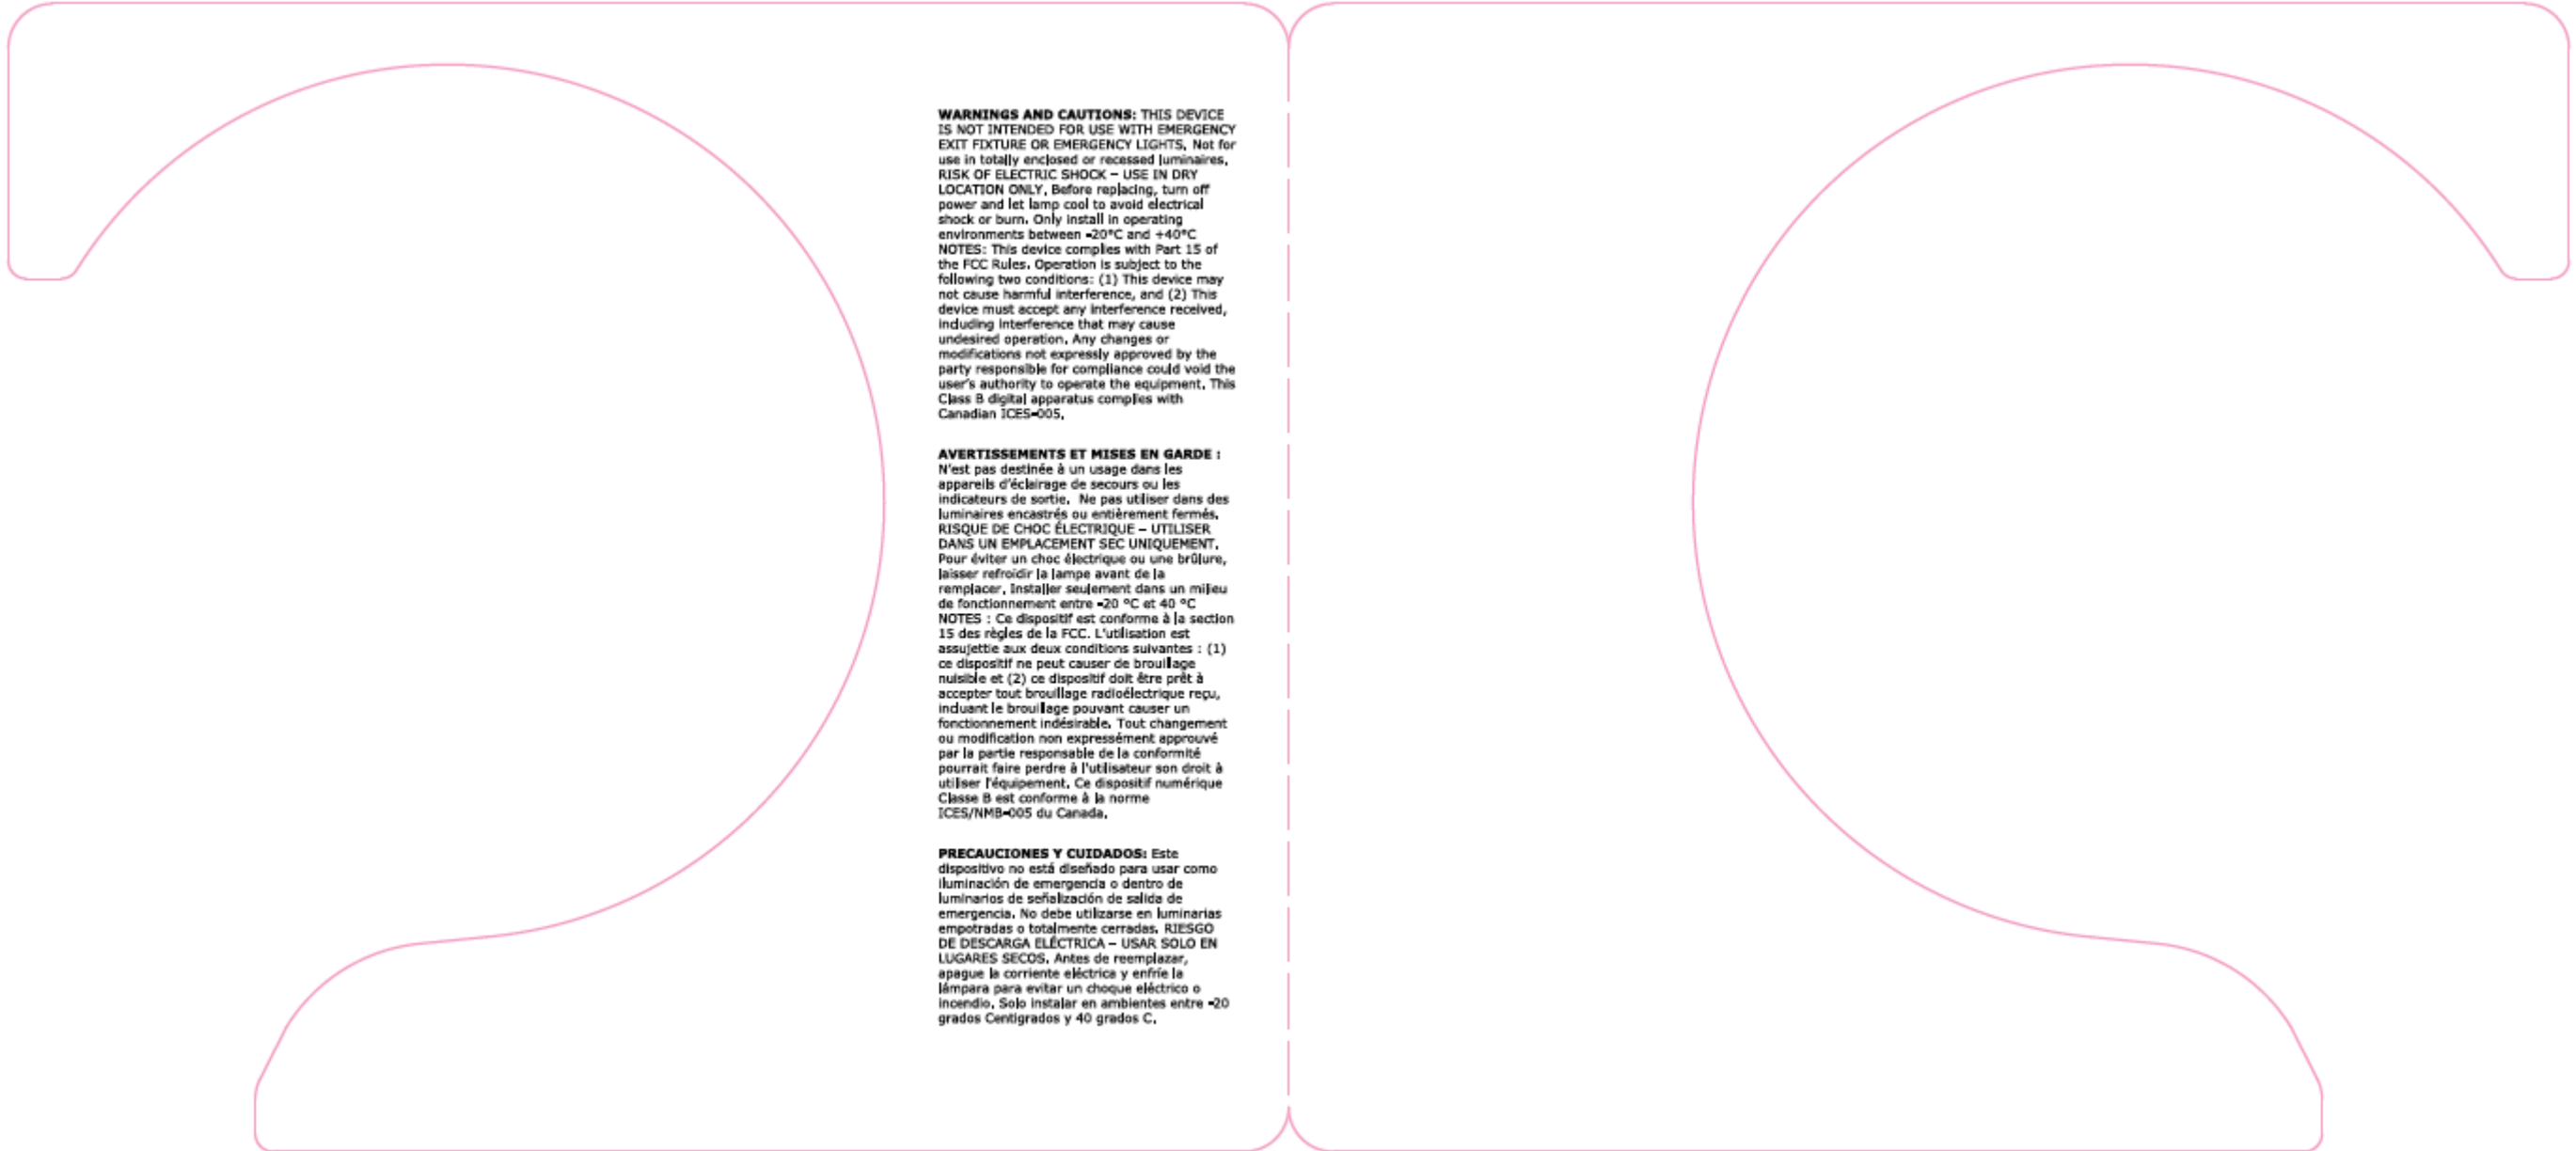 WARNINGS AND CAUTIONS: THIS DEVICE
IS NOT INTENDED FOR USE WITH EMERGENCY
EXIT FIXTURE OR EMERGENCY LIGHTS. Not for
use in totally enclosed or recessed luminaires.
RISK OF ELECTRIC SHOCK – USE IN DRY
LOCATION ONLY. Before replacing, turn off
power and let lamp cool to avoid electrical
shock or burn. Only install in operating
environments between -20°C and +40°C
NOTES: This device complies with Part 15 of
the FCC Rules. Operation is subject to the
following two conditions: (1) This device may
not cause harmful interference, and (2) This
device must accept any interference received,
including interference that may cause
undesired operation. Any changes or
modifications not expressly approved by the
party responsible for compliance could void the
user's authority to operate the equipment. This
Class B digital apparatus complies with
Canadian ICES-005.
AVERTISSEMENTS ET MISES EN GARDE :
N'est pas destinée à un usage dans les
appareils d'éclairage de secours ou les
indicateurs de sortie.  Ne pas utiliser dans des
luminaires encastrés ou entièrement fermés.
RISQUE DE CHOC ÉLECTRIQUE – UTILISER
DANS UN EMPLACEMENT SEC UNIQUEMENT.
Pour éviter un choc électrique ou une brûlure,
laisser refroidir la lampe avant de la
remplacer. Installer seulement dans un milieu
de fonctionnement entre -20 °C et 40 °C
NOTES : Ce dispositif est conforme à la section
15 des règles de la FCC. L'utilisation est
assujettie aux deux conditions suivantes : (1)
ce dispositif ne peut causer de brouillage
nuisible et (2) ce dispositif doit être prêt à
accepter tout brouillage radioélectrique reçu,
incluant le brouillage pouvant causer un
fonctionnement indésirable. Tout changement
ou modification non expressément approuvé
par la partie responsable de la conformité
pourrait faire perdre à l'utilisateur son droit à
utiliser l'équipement. Ce dispositif numérique
Classe B est conforme à la norme
ICES/NMB-005 du Canada.
PRECAUCIONES Y CUIDADOS: Este
dispositivo no está diseñado para usar como
iluminación de emergencia o dentro de
luminarios de señalización de salida de
emergencia. No debe utilizarse en luminarias
empotradas o totalmente cerradas. RIESGO
DE DESCARGA ELÉCTRICA – USAR SOLO EN
LUGARES SECOS. Antes de reemplazar,
apague la corriente eléctrica y enfríe la
lámpara para evitar un choque eléctrico o
incendio. Solo instalar en ambientes entre -20
grados Centigrados y 40 grados C.